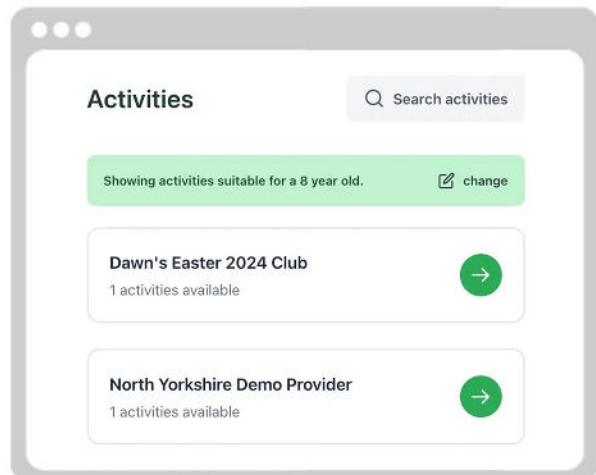 Activities
Search activities
Showing activities suitable for a 8 year old.
change
Dawn's Easter 2024 Club
1 activities available
North Yorkshire Demo Provider
1 activities available